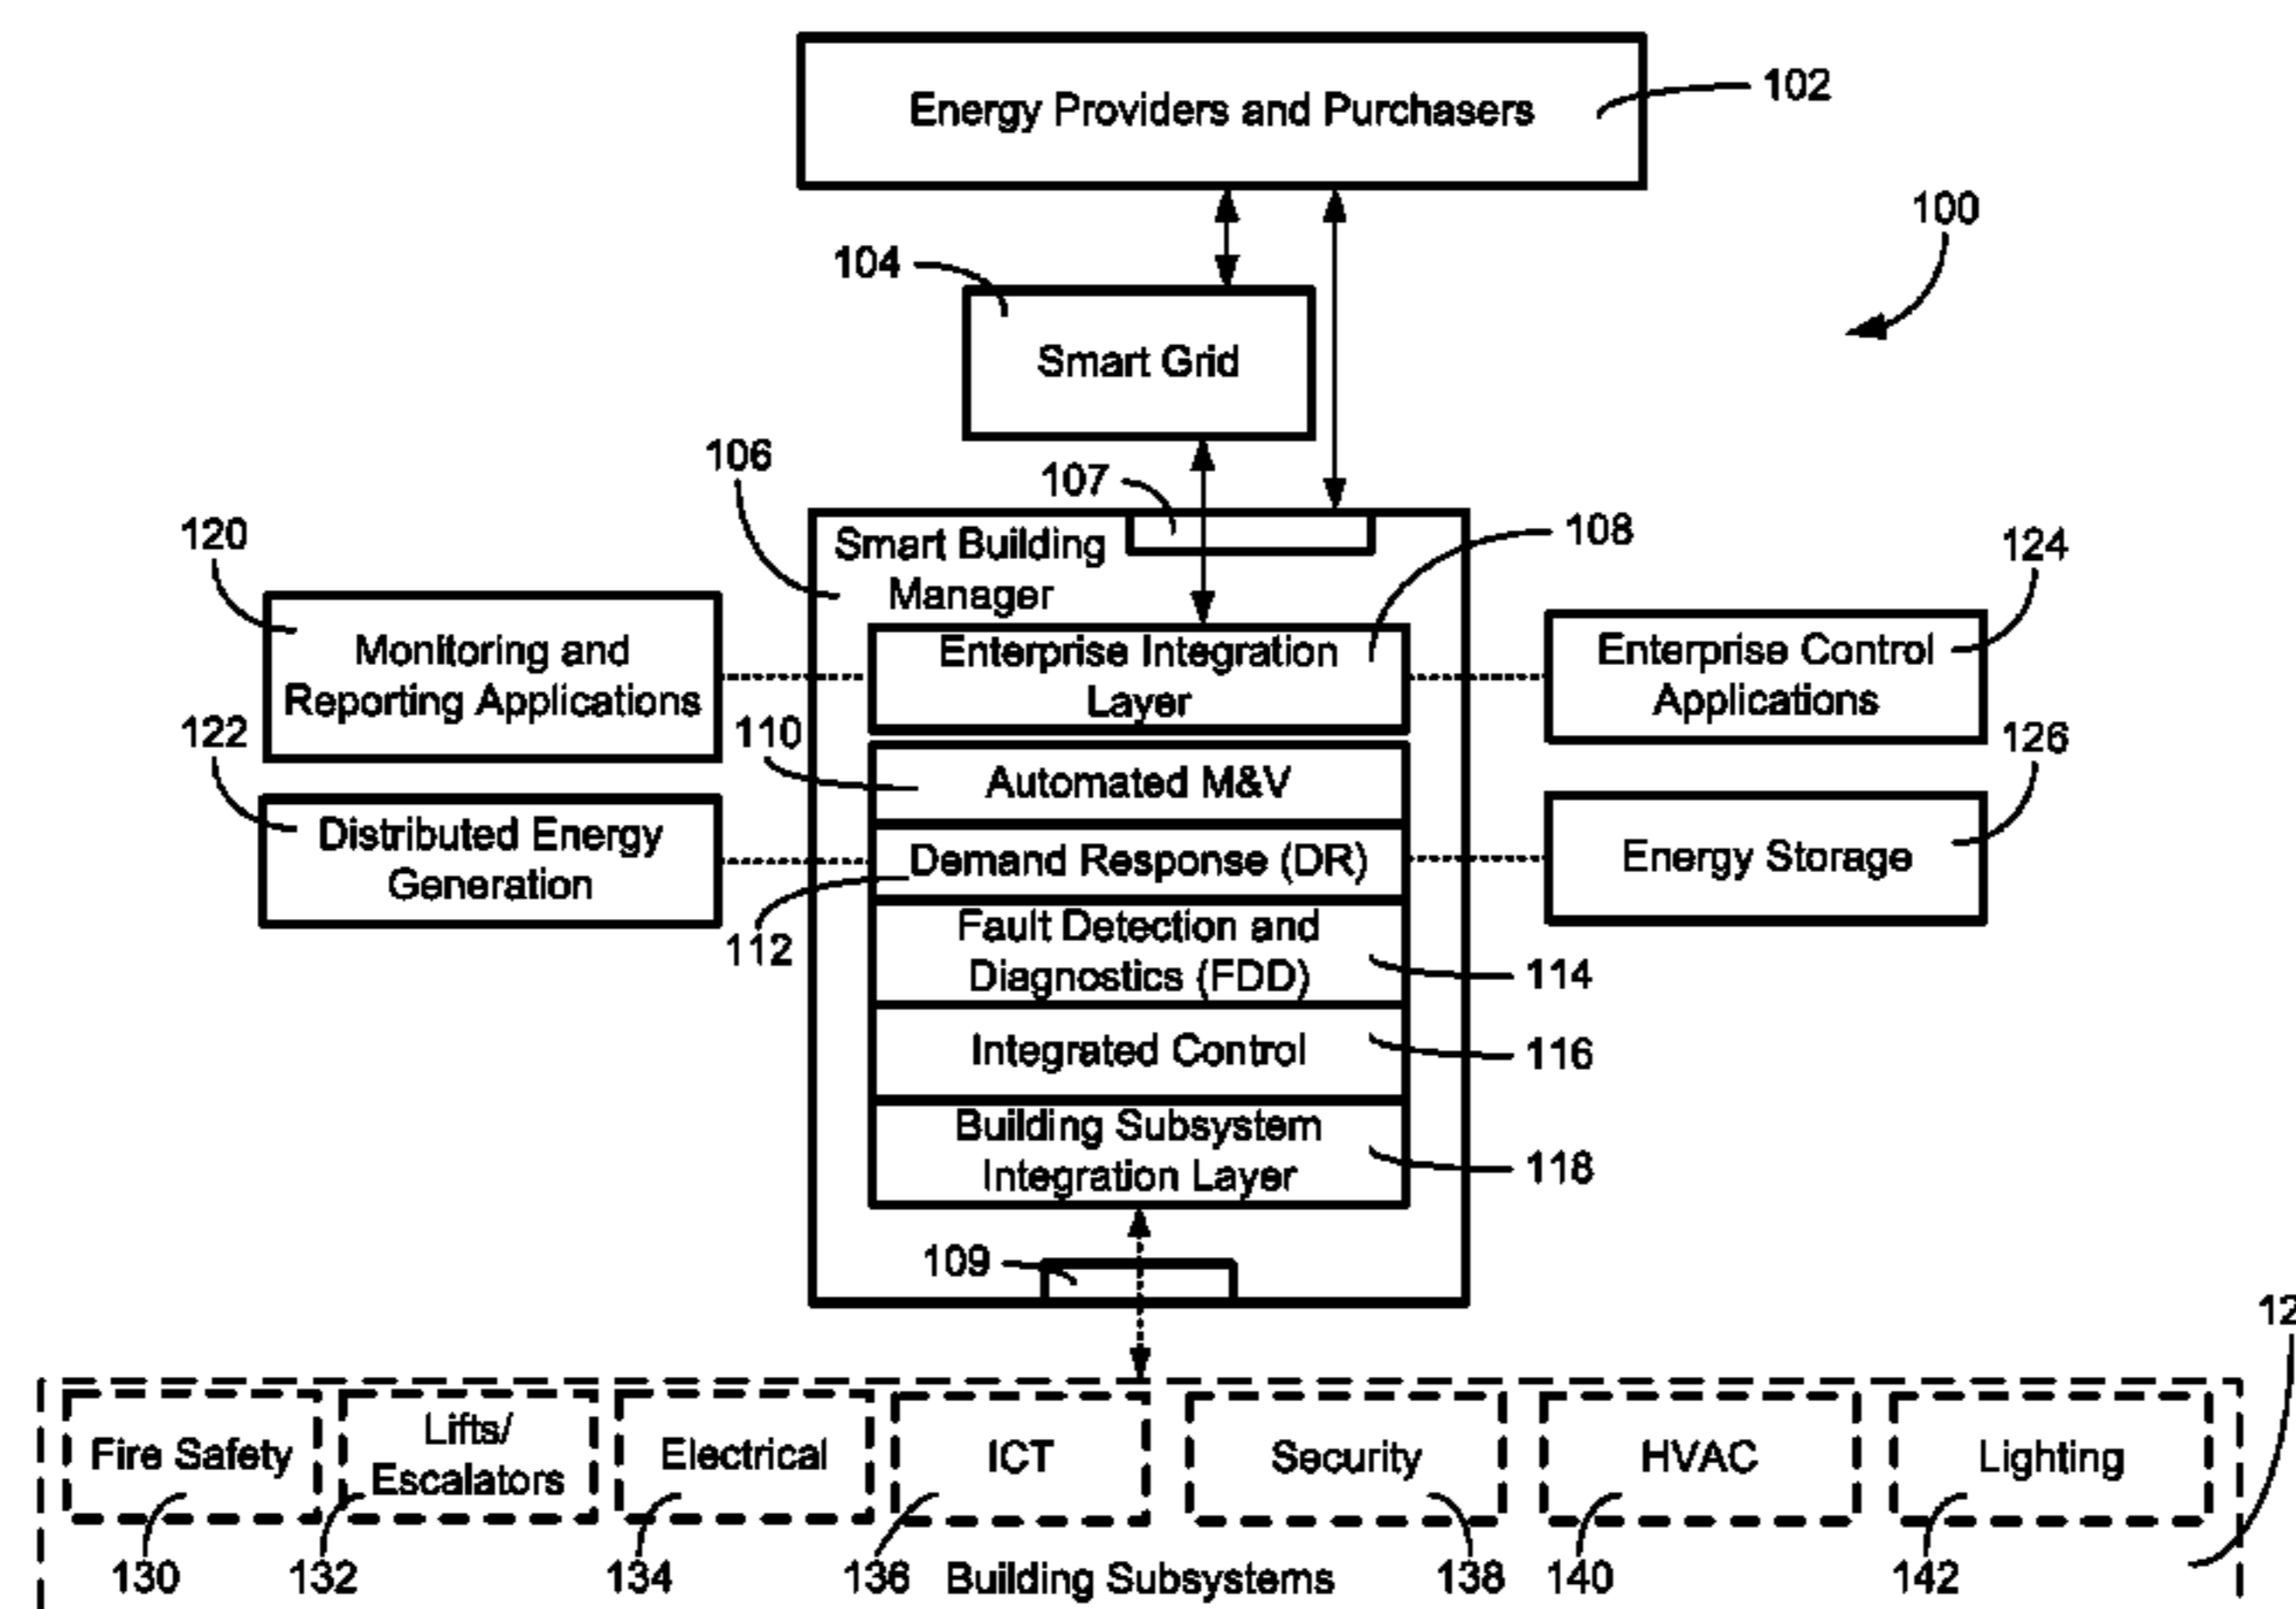 Energy Providers and Purchasers
102
100
104
Smart Grid
106
107
Smart Building
Manager
108
120
124
Monitoring and
Reporting Applications
Enterprise Integration
Layer
Enterprise Control
Applications
122
110
126
Automated M&V
Distributed Energy
Generation
Demand Response (DR)
Energy Storage
112
Fault Detection and
Diagnostics (FDD)
114
Integrated Control
116
Building Subsystem
Integration Layer
118
109
Fire Safety
Lifts/
Escalators
Electrical
ICT
Security
HVAC
Lighting
130
132
134
136
Building Subsystems
138
140
142